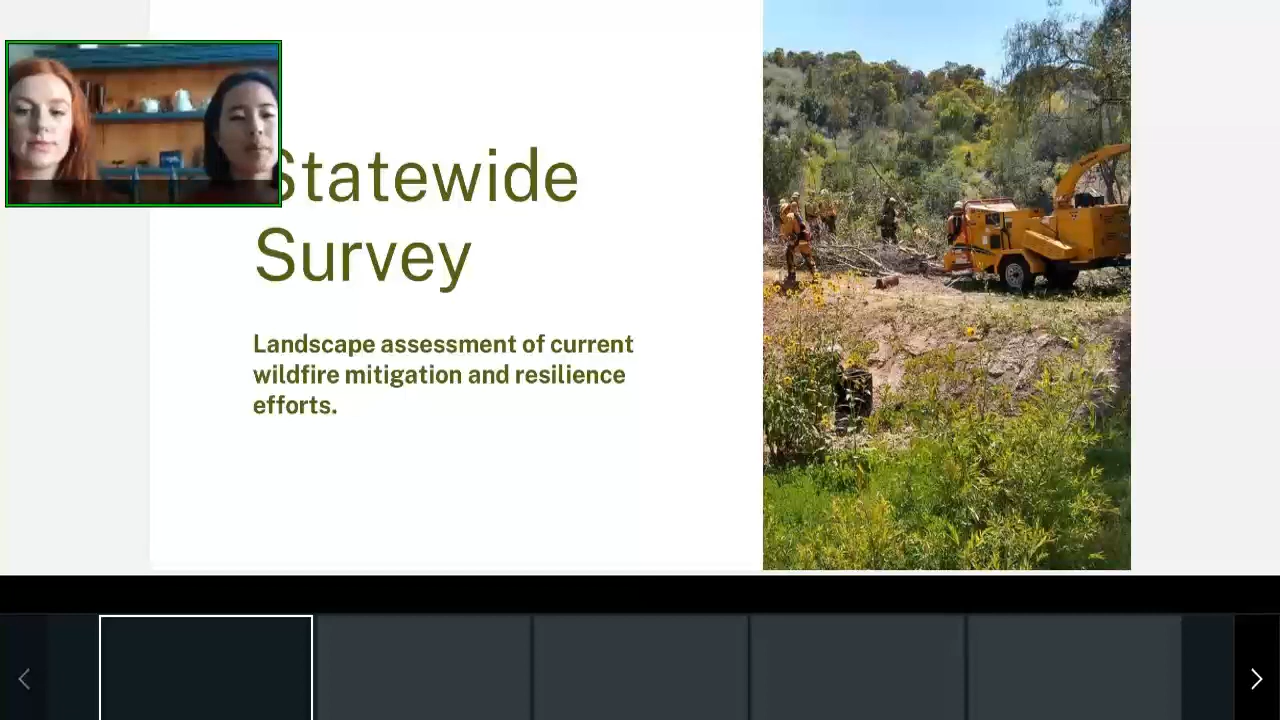 Statewide
Survey
Landscape assessment of current
wildfire mitigation and resilience
efforts.